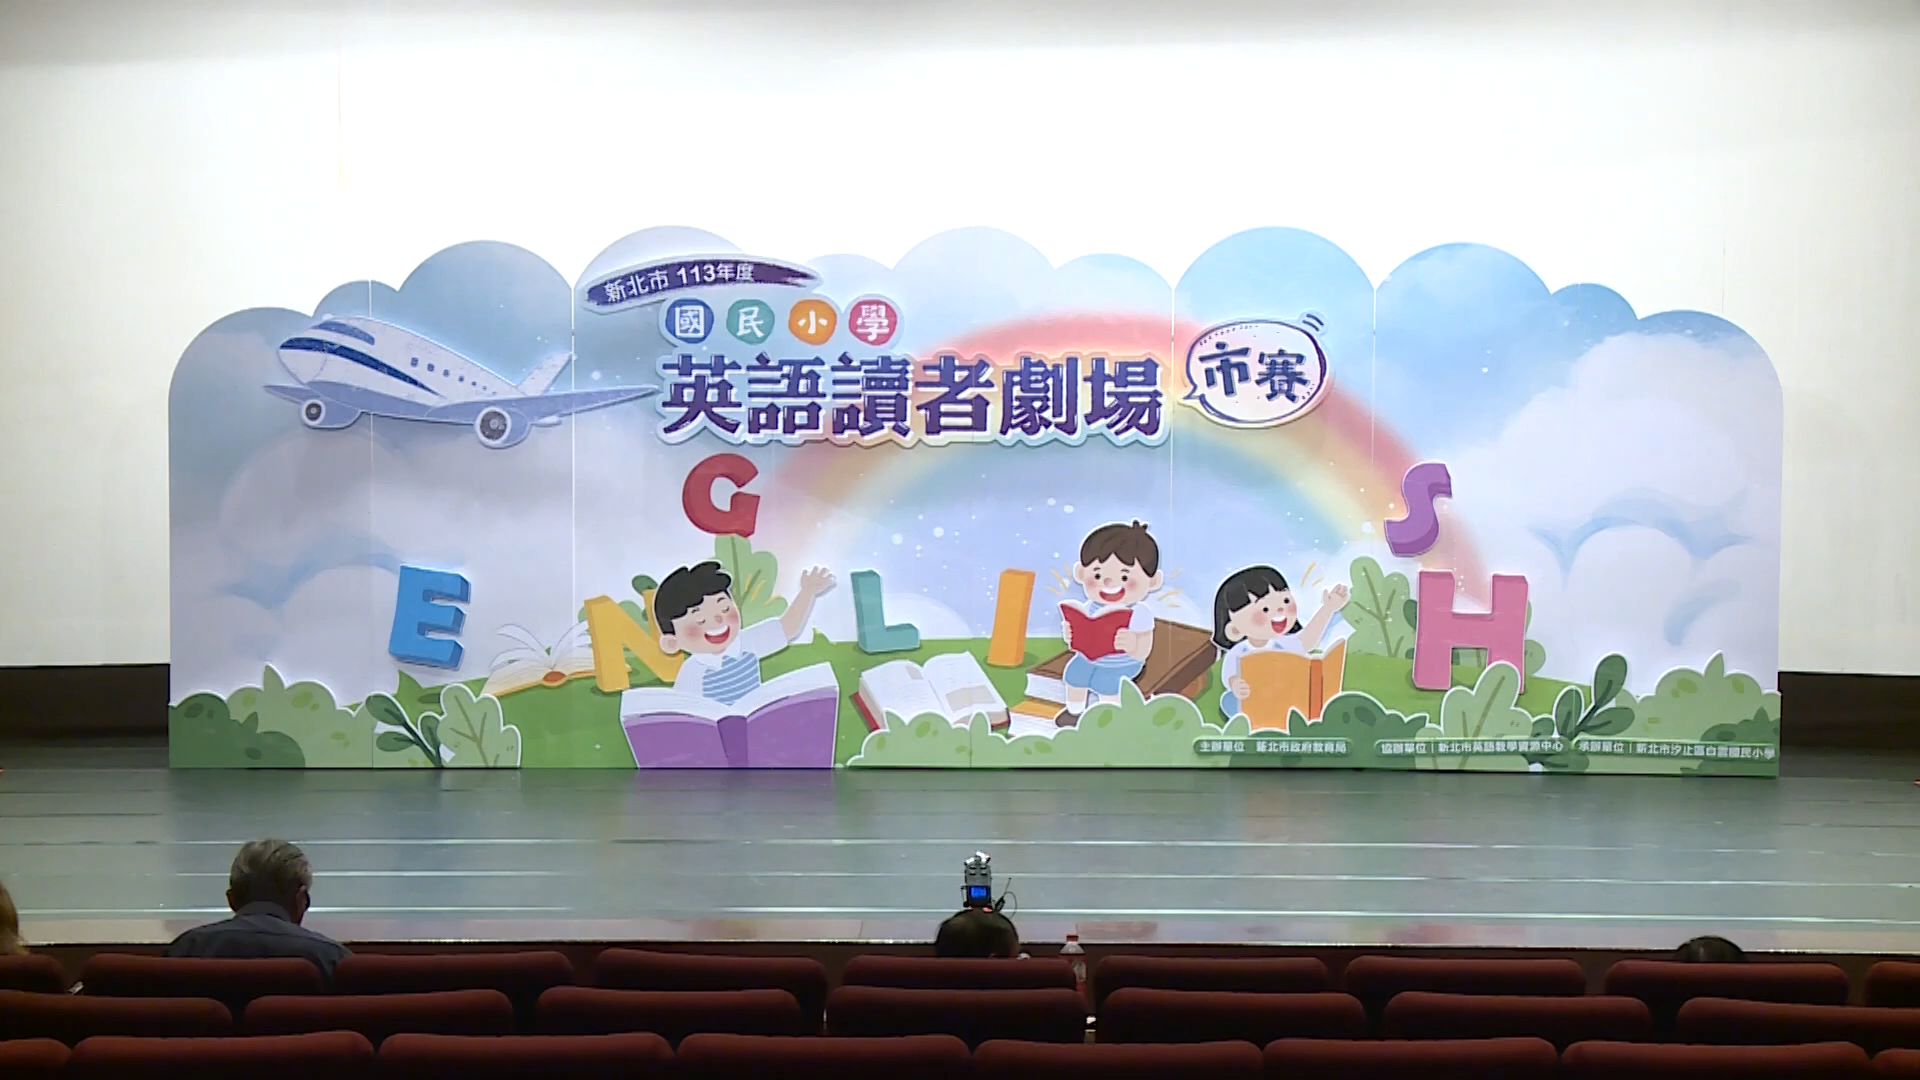 新北市 113年度
國民小學
英語讀者劇場
市賽
ENGLISH
主辦單位 新北市政府教育局 協辦單位｜新北市英語教學資源中心 承辦單位｜新北市汐止區白雲國民小學